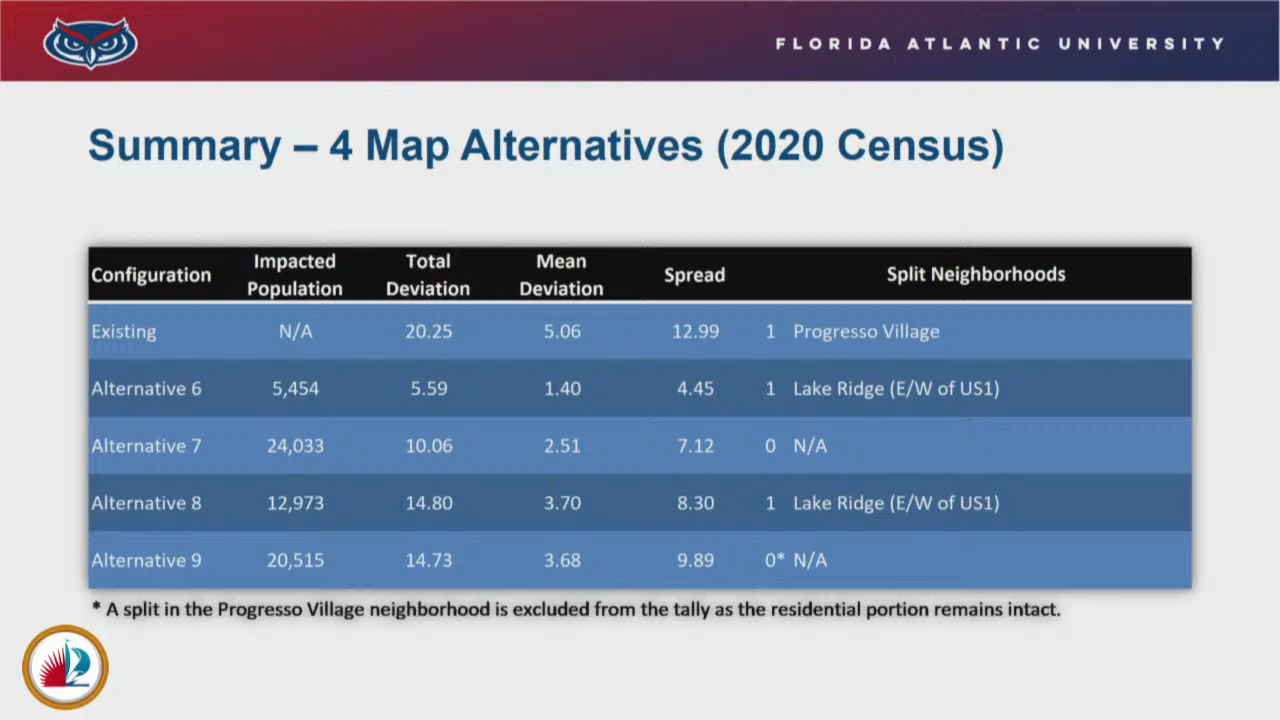 FLORIDA ATLANTIC UNIVERSITY
Summary – 4 Map Alternatives (2020 Census)
Configuration Impacted Population Total Deviation Mean Deviation Spread Split Neighborhoods
Existing N/A 20.25 5.06 12.99 1 Progresso Village
Alternative 6 5,454 5.59 1.40 4.45 1 Lake Ridge (E/W of US1)
Alternative 7 24,033 10.06 2.51 7.12 0 N/A
Alternative 8 12,973 14.80 3.70 8.30 1 Lake Ridge (E/W of US1)
Alternative 9 20,515 14.73 3.68 9.89 0* N/A
* A split in the Progresso Village neighborhood is excluded from the tally as the residential portion remains intact.